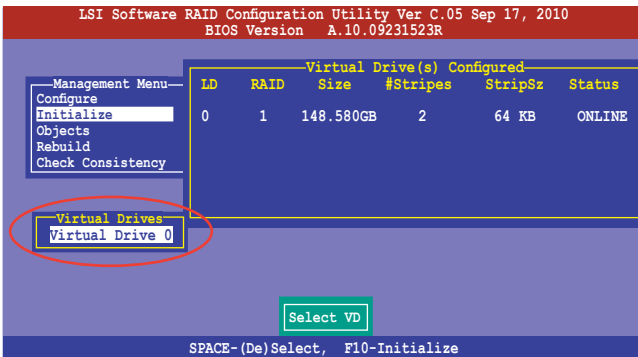 LSI Software RAID Configuration Utility Ver C.05 Sep 17, 2010
BIOS Version A.10.09231523R
Virtual Drive(s) Configured
LD RAID Size #Stripes StripSz Status
0 1 148.580GB 2 64 KB ONLINE
Management Menu
Configure
Initialize
Objects
Rebuild
Check Consistency
Virtual Drives
Virtual Drive 0
Select VD
SPACE-(De)Select, F10-Initialize